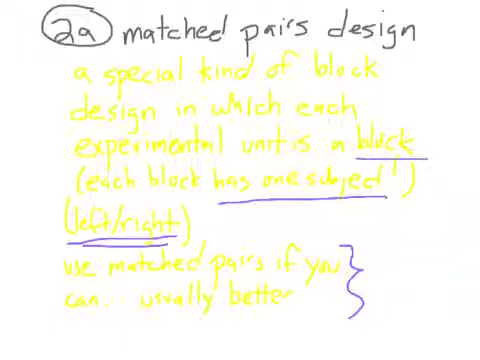 2a matched pairs design
a special kind of block
design in which each
experimental unit is a block
(each block has one subject!)
(left/right)
use matched pairs if you
can... usually better